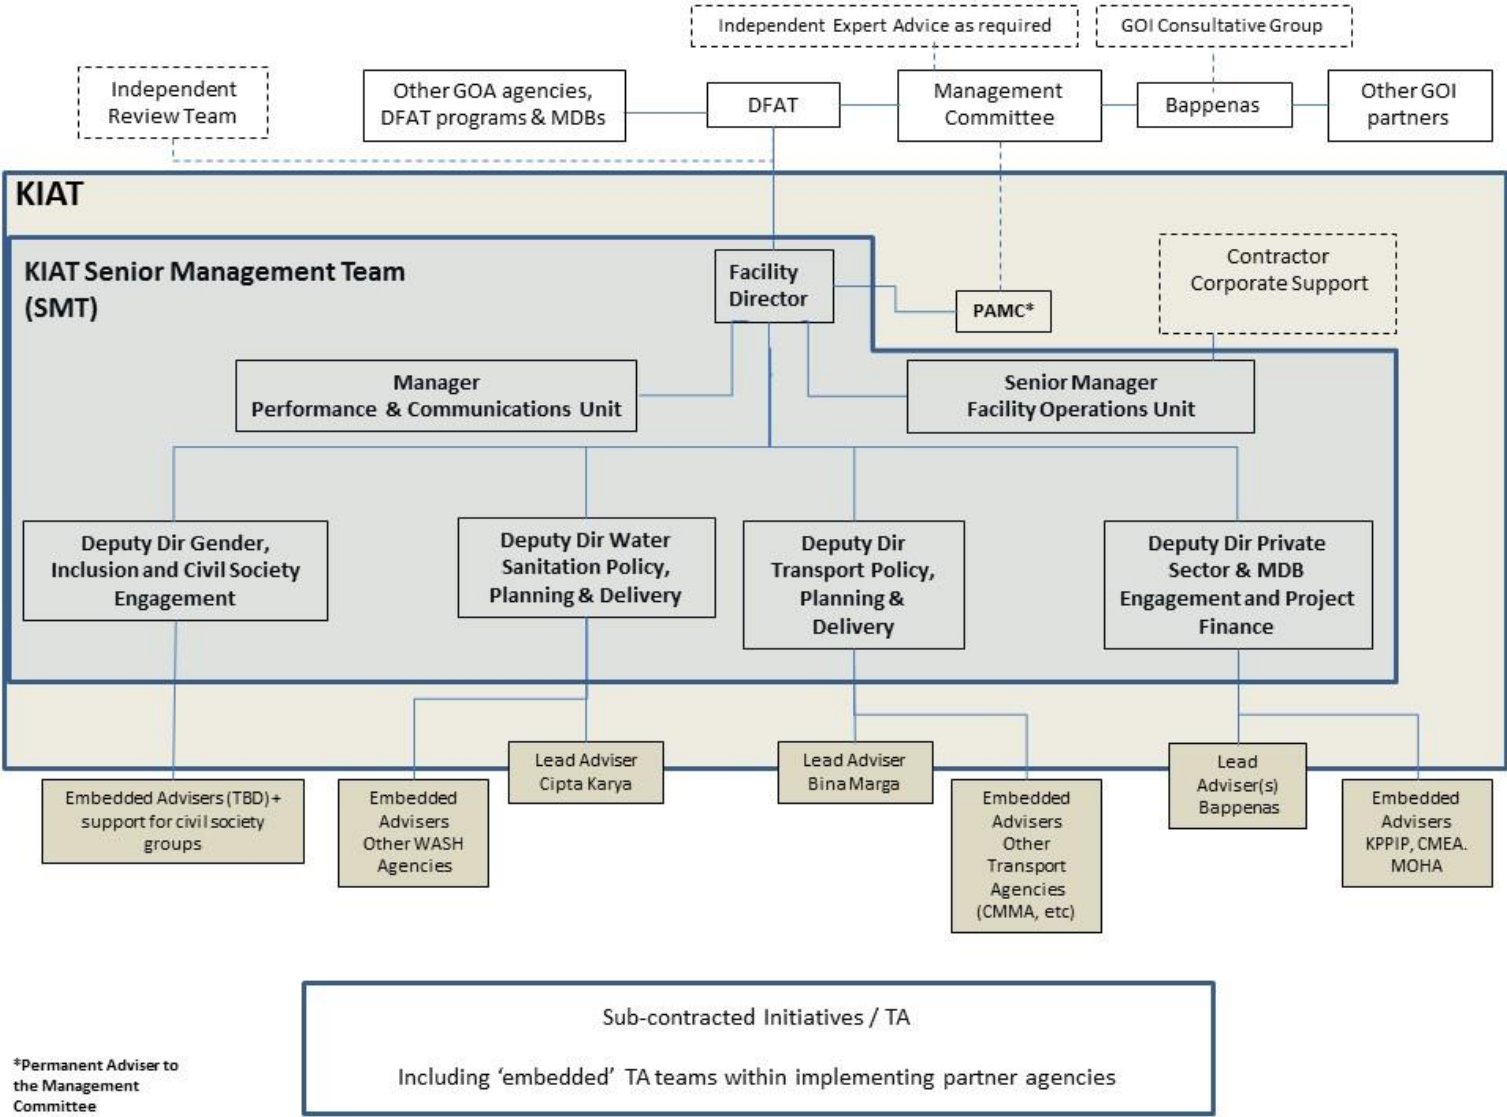 Independent Expert Advice as required
GOI Consultative Group
Independent
Review Team
Other GOA agencies,
DFAT programs & MDBs
DFAT
Management
Committee
Bappenas
Other GOI
partners
KIAT
KIAT Senior Management Team
(SMT)
Facility
Director
PAMC*
Contractor
Corporate Support
Manager
Performance & Communications Unit
Senior Manager
Facility Operations Unit
Deputy Dir Gender,
Inclusion and Civil Society
Engagement
Deputy Dir Water
Sanitation Policy,
Planning & Delivery
Deputy Dir
Transport Policy,
Planning &
Delivery
Deputy Dir Private
Sector & MDB
Engagement and Project
Finance
Embedded Advisers (TBD) +
support for civil society
groups
Embedded
Advisers
Other WASH
Agencies
Lead Adviser
Cipta Karya
Lead Adviser
Bina Marga
Embedded
Advisers
Other
Transport
Agencies
(CMMA, etc)
Lead
Adviser(s)
Bappenas
Embedded
Advisers
KPPIP, CMEA.
MOHA
Sub-contracted Initiatives / TA
Including ‘embedded’ TA teams within implementing partner agencies
*Permanent Adviser to
the Management
Committee